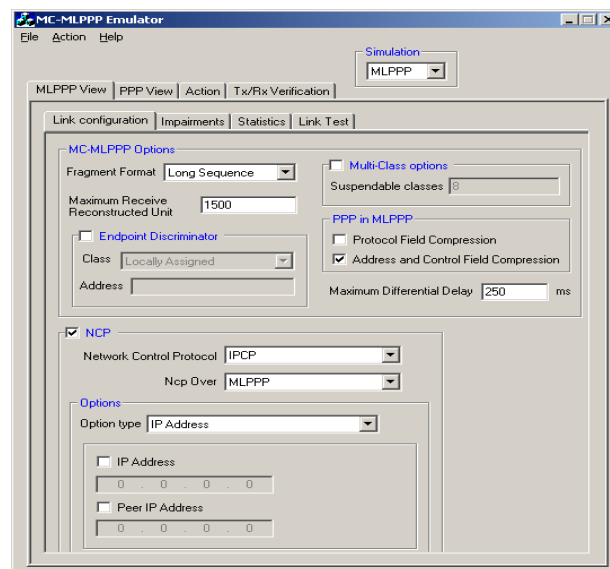 MC-MLPPP Emulator
File Action Help
Simulation
MLPPP
MLPPP View PPP View Action Tx/Rx Verification
Link configuration Impairments Statistics Link Test
MC-MLPPP Options
Fragment Format Long Sequence
Maximum Receive
Reconstructed Unit 1500
Endpoint Discriminator
Class Locally Assigned
Address
Multi-Class options
Suspendable classes 8
PPP in MLPPP
Protocol Field Compression
Address and Control Field Compression
Maximum Differential Delay 250 ms
NCP
Network Control Protocol IPCP
Ncp Over MLPPP
Options
Option type IP Address
IP Address
0 . 0 . 0 . 0
Peer IP Address
0 . 0 . 0 . 0